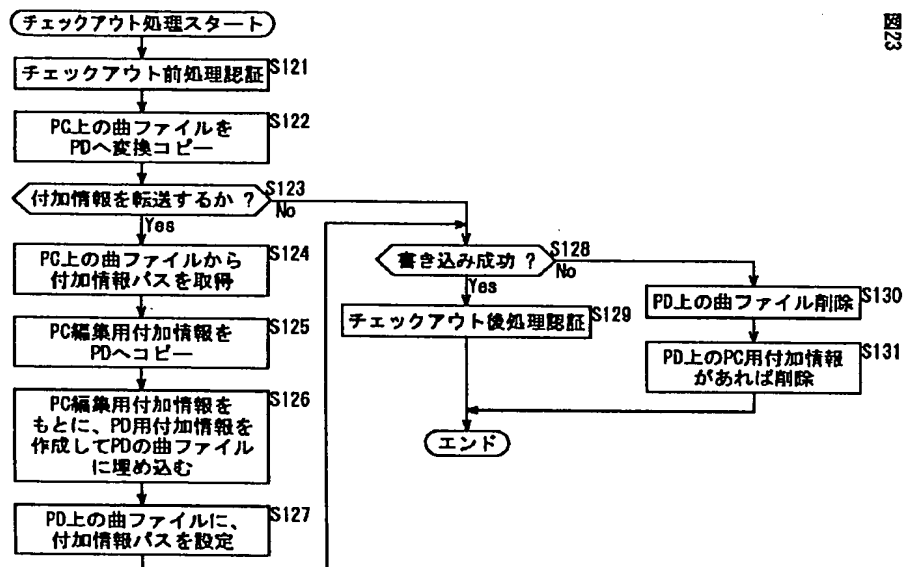 図23
チェックアウト処理スタート
チェックアウト前処理認証
S121
PC上の曲ファイルを
PDへ変換コピー
S122
付加情報を転送するか ?
S123
No
Yes
PC上の曲ファイルから
付加情報パスを取得
S124
PC編集用付加情報を
PDへコピー
S125
PC編集用付加情報を
もとに、PD用付加情報を
作成してPDの曲ファイル
に埋め込む
S126
PD上の曲ファイルに、
付加情報パスを設定
S127
書き込み成功 ?
S128
No
Yes
チェックアウト後処理認証
S129
PD上の曲ファイル削除
S130
PD上のPC用付加情報
があれば削除
S131
エンド